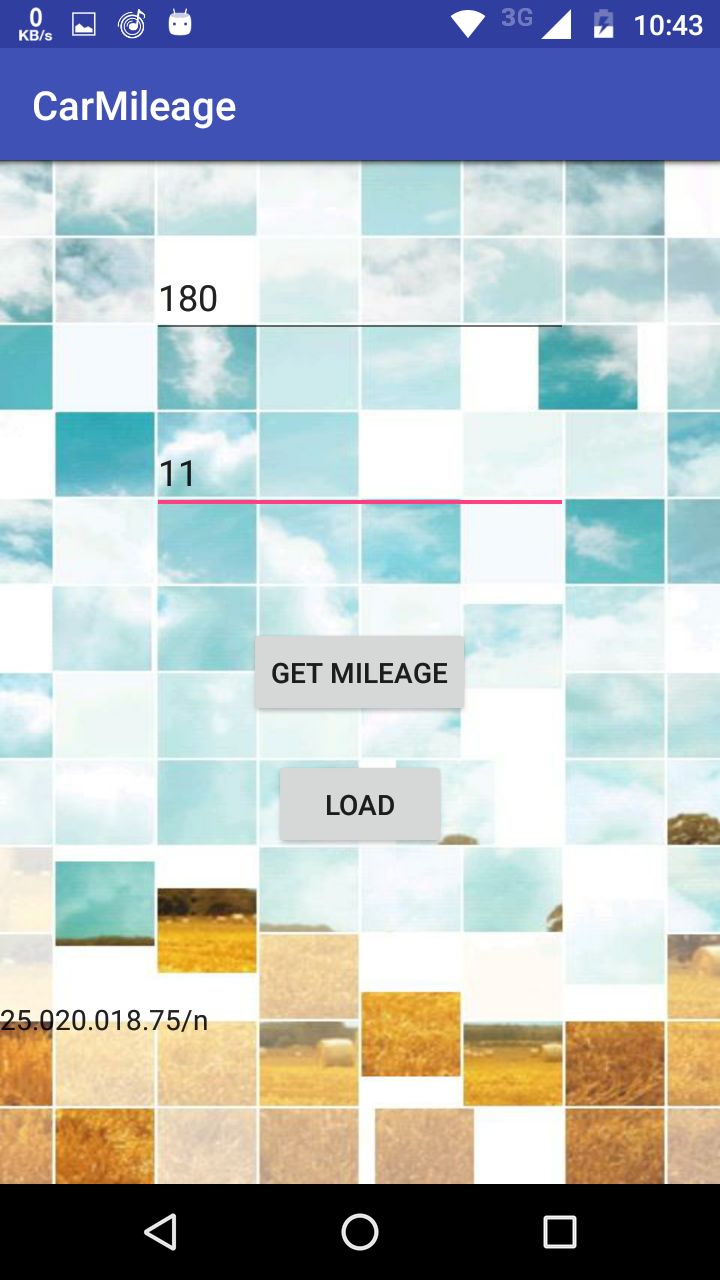 0 KB/s 3G 10:43
CarMileage
180
11
GET MILEAGE
LOAD
25.020.018.75/n